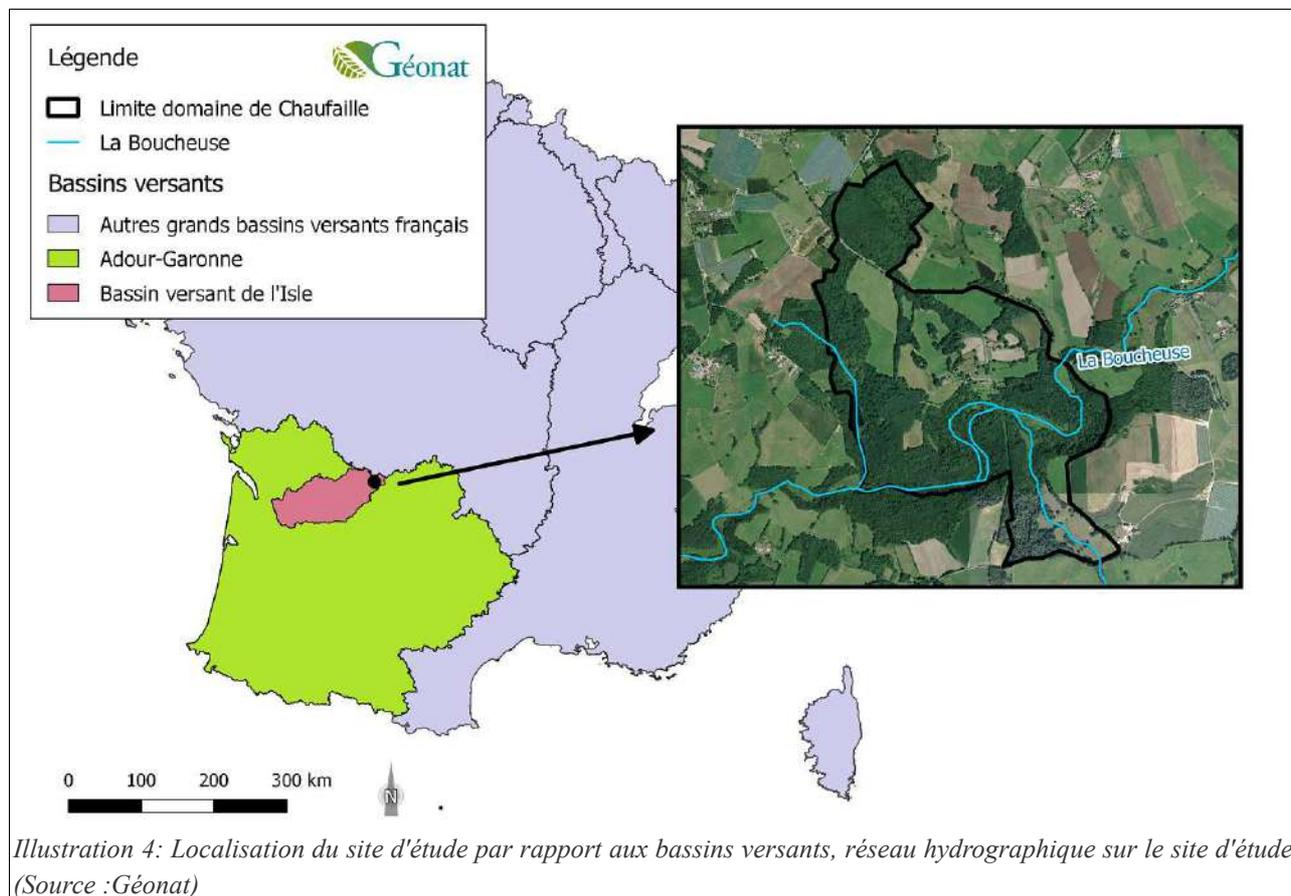 Légende
Géonat
Limite domaine de Chaufaille
La Boucheuse
Bassins versants
Autres grands bassins versants français
Adour-Garonne
Bassin versant de l'Isle
La Boucheuse
0 100 200 300 km
N
Illustration 4: Localisation du site d'étude par rapport aux bassins versants, réseau hydrographique sur le site d'étude
(Source :Géonat)